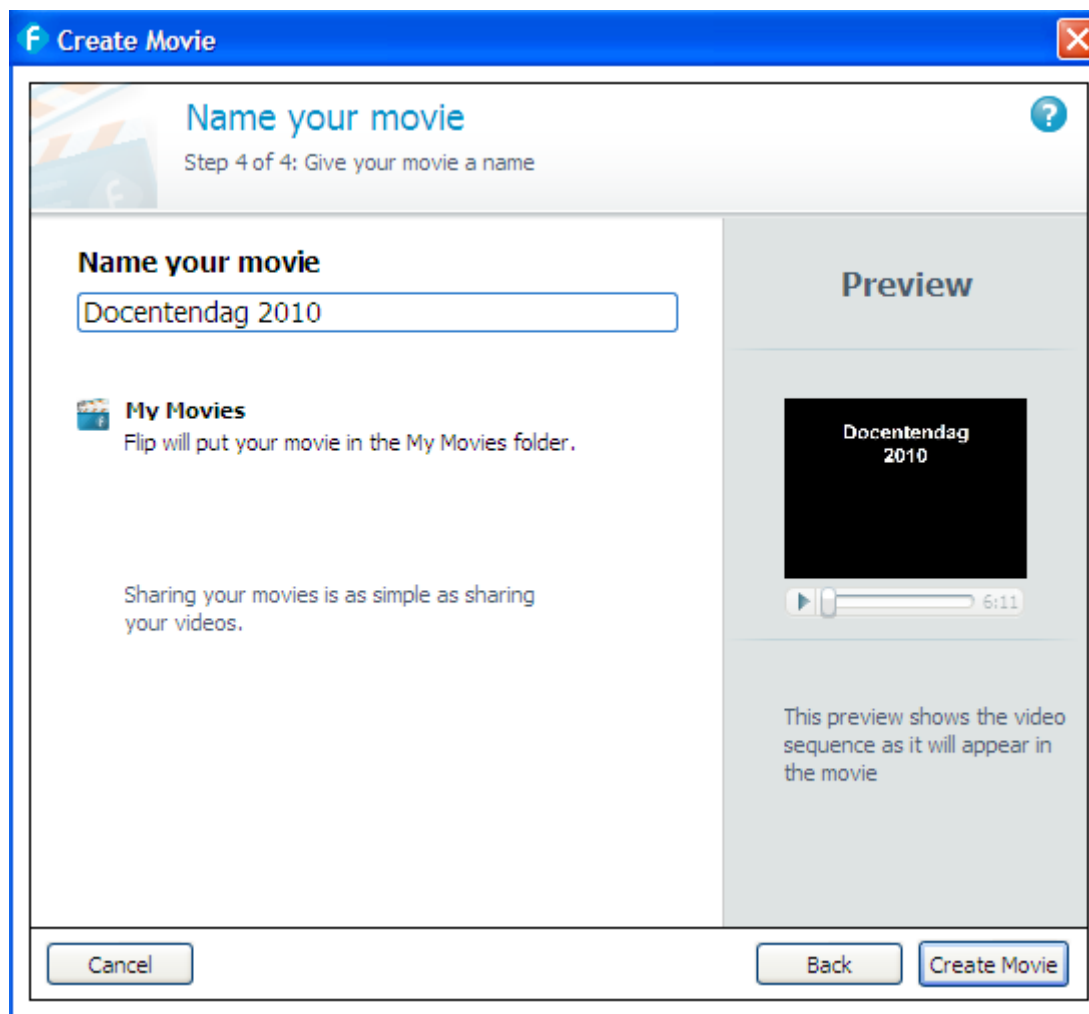 Create Movie
Name your movie
Step 4 of 4: Give your movie a name
Name your movie
Docentendag 2010
My Movies
Flip will put your movie in the My Movies folder.
Sharing your movies is as simple as sharing
your videos.
Preview
Docentendag
2010
6:11
This preview shows the video
sequence as it will appear in
the movie
Cancel
Back
Create Movie